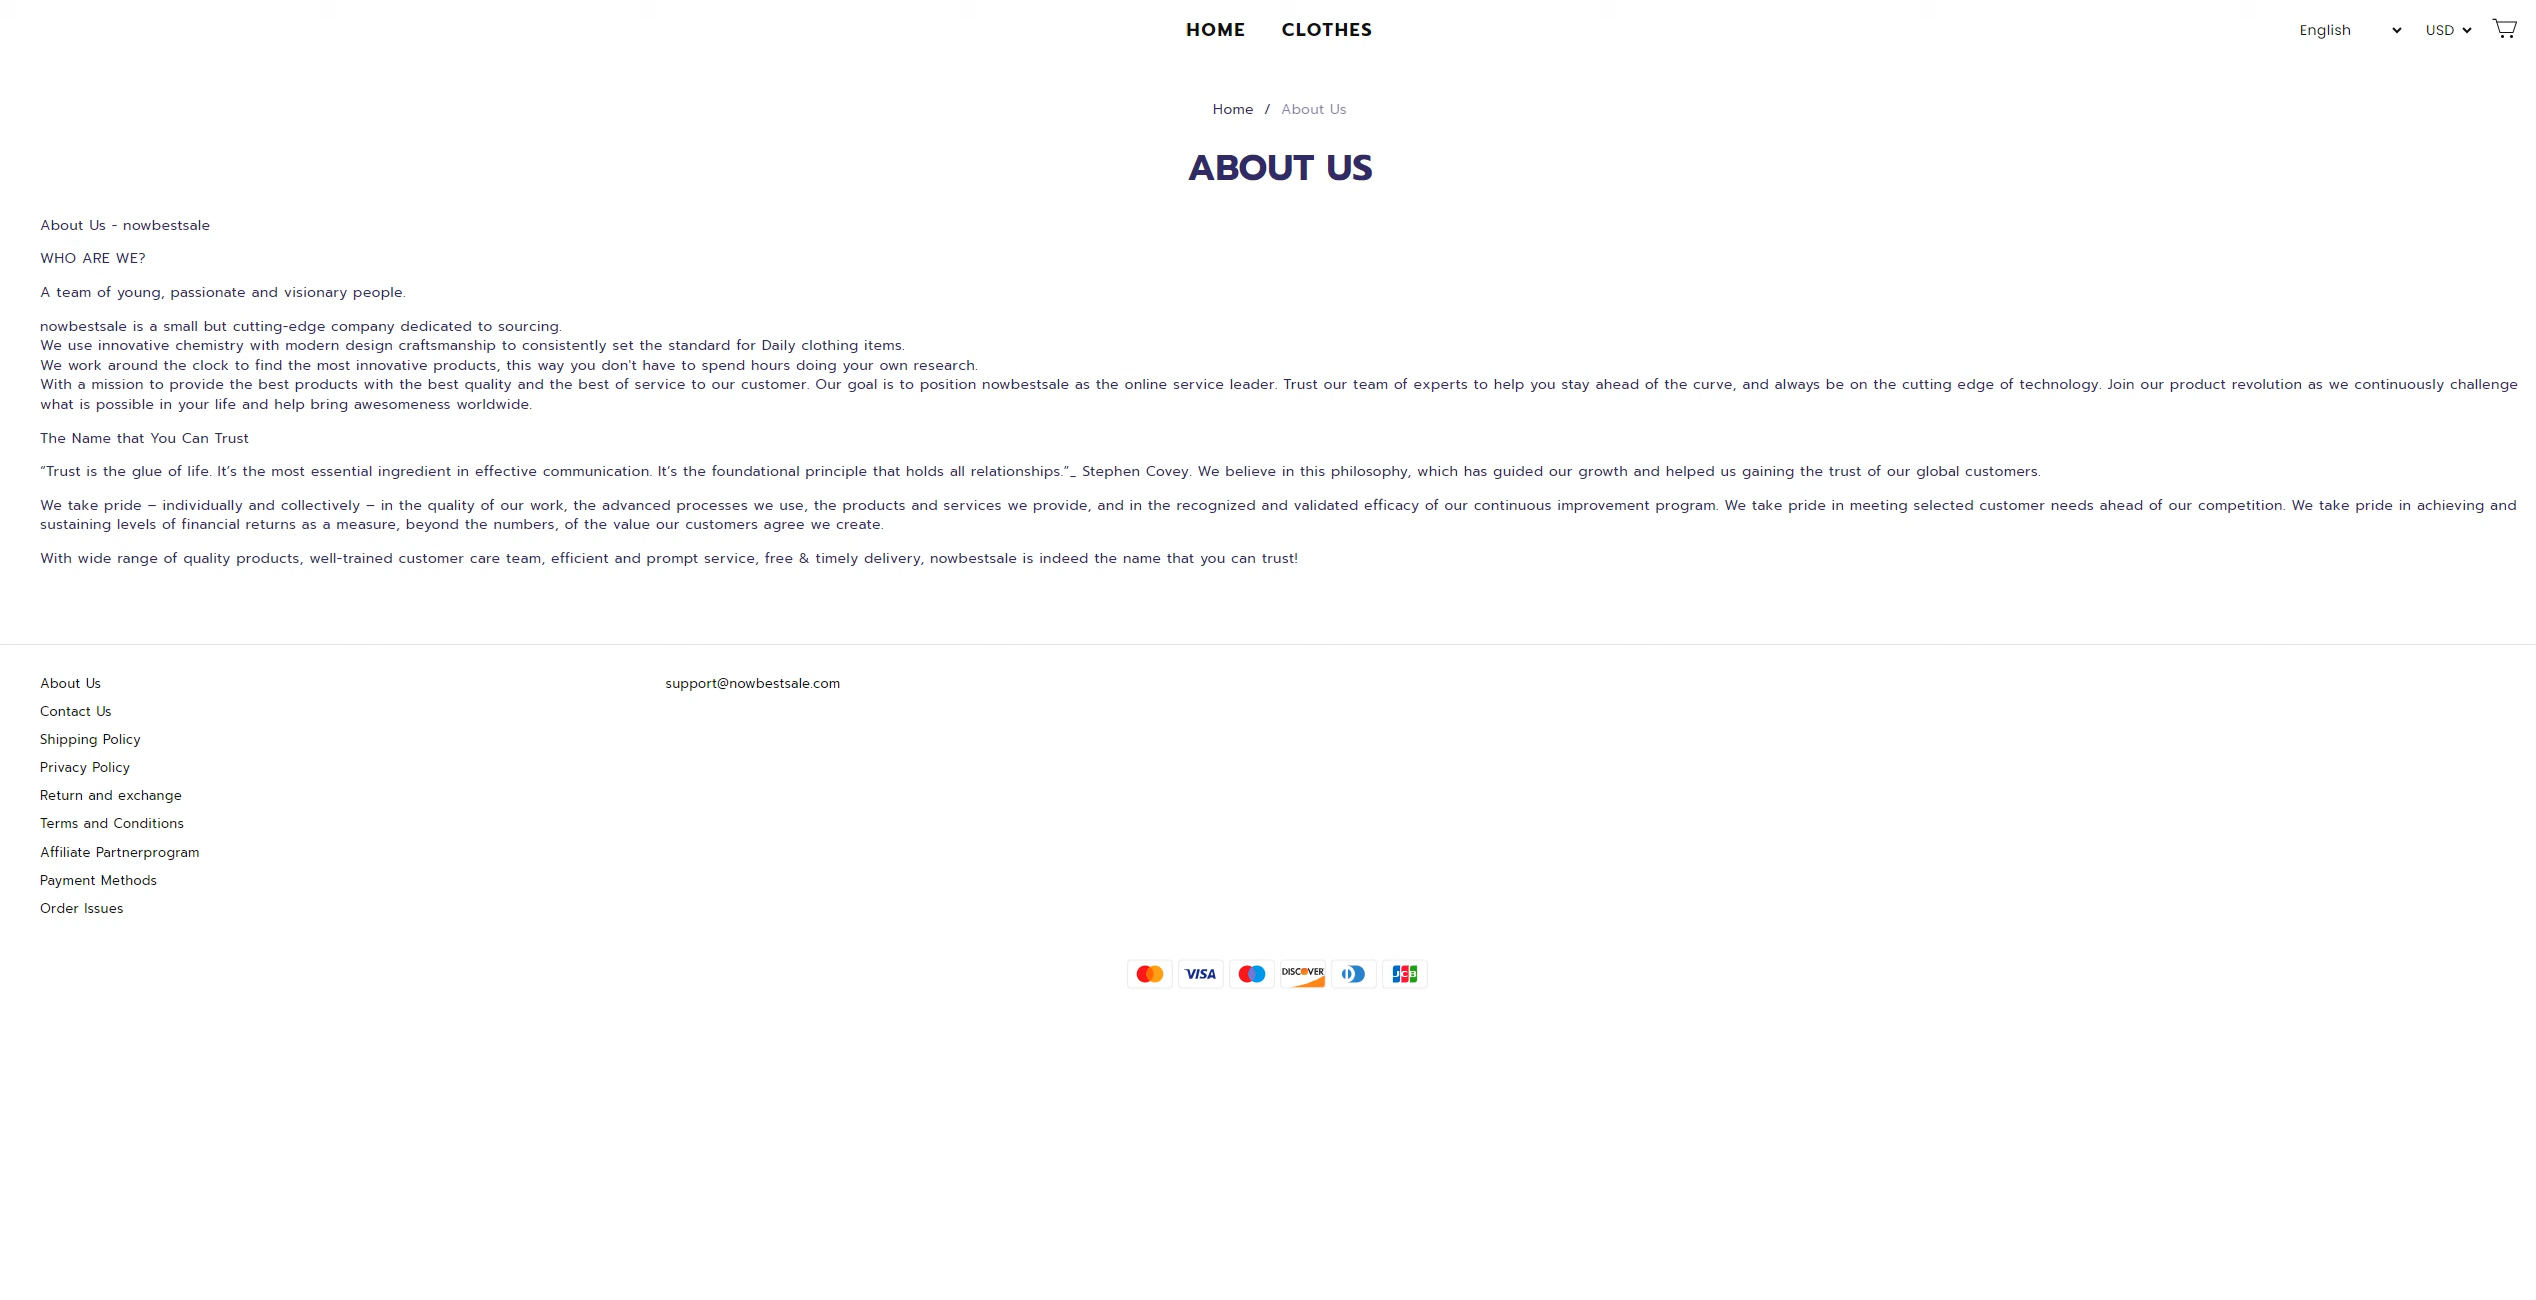 HOME CLOTHES English USD
Home / About Us
ABOUT US
About Us - nowbestsale
WHO ARE WE?
A team of young, passionate and visionary people.
nowbestsale is a small but cutting-edge company dedicated to sourcing.
We use innovative chemistry with modern design craftsmanship to consistently set the standard for Daily clothing items.
We work around the clock to find the most innovative products, this way you don't have to spend hours doing your own research.
With a mission to provide the best products with the best quality and the best of service to our customer. Our goal is to position nowbestsale as the online service leader. Trust our team of experts to help you stay ahead of the curve, and always be on the cutting edge of technology. Join our product revolution as we continuously challenge
what is possible in your life and help bring awesomeness worldwide.
The Name that You Can Trust
“Trust is the glue of life. It’s the most essential ingredient in effective communication. It’s the foundational principle that holds all relationships.”_ Stephen Covey. We believe in this philosophy, which has guided our growth and helped us gaining the trust of our global customers.
We take pride – individually and collectively – in the quality of our work, the advanced processes we use, the products and services we provide, and in the recognized and validated efficacy of our continuous improvement program. We take pride in meeting selected customer needs ahead of our competition. We take pride in achieving and
sustaining levels of financial returns as a measure, beyond the numbers, of the value our customers agree we create.
With wide range of quality products, well-trained customer care team, efficient and prompt service, free & timely delivery, nowbestsale is indeed the name that you can trust!
About Us
Contact Us
Shipping Policy
Privacy Policy
Return and exchange
Terms and Conditions
Affiliate Partnerprogram
Payment Methods
Order Issues
support@nowbestsale.com
VISA DISCOVER JCB